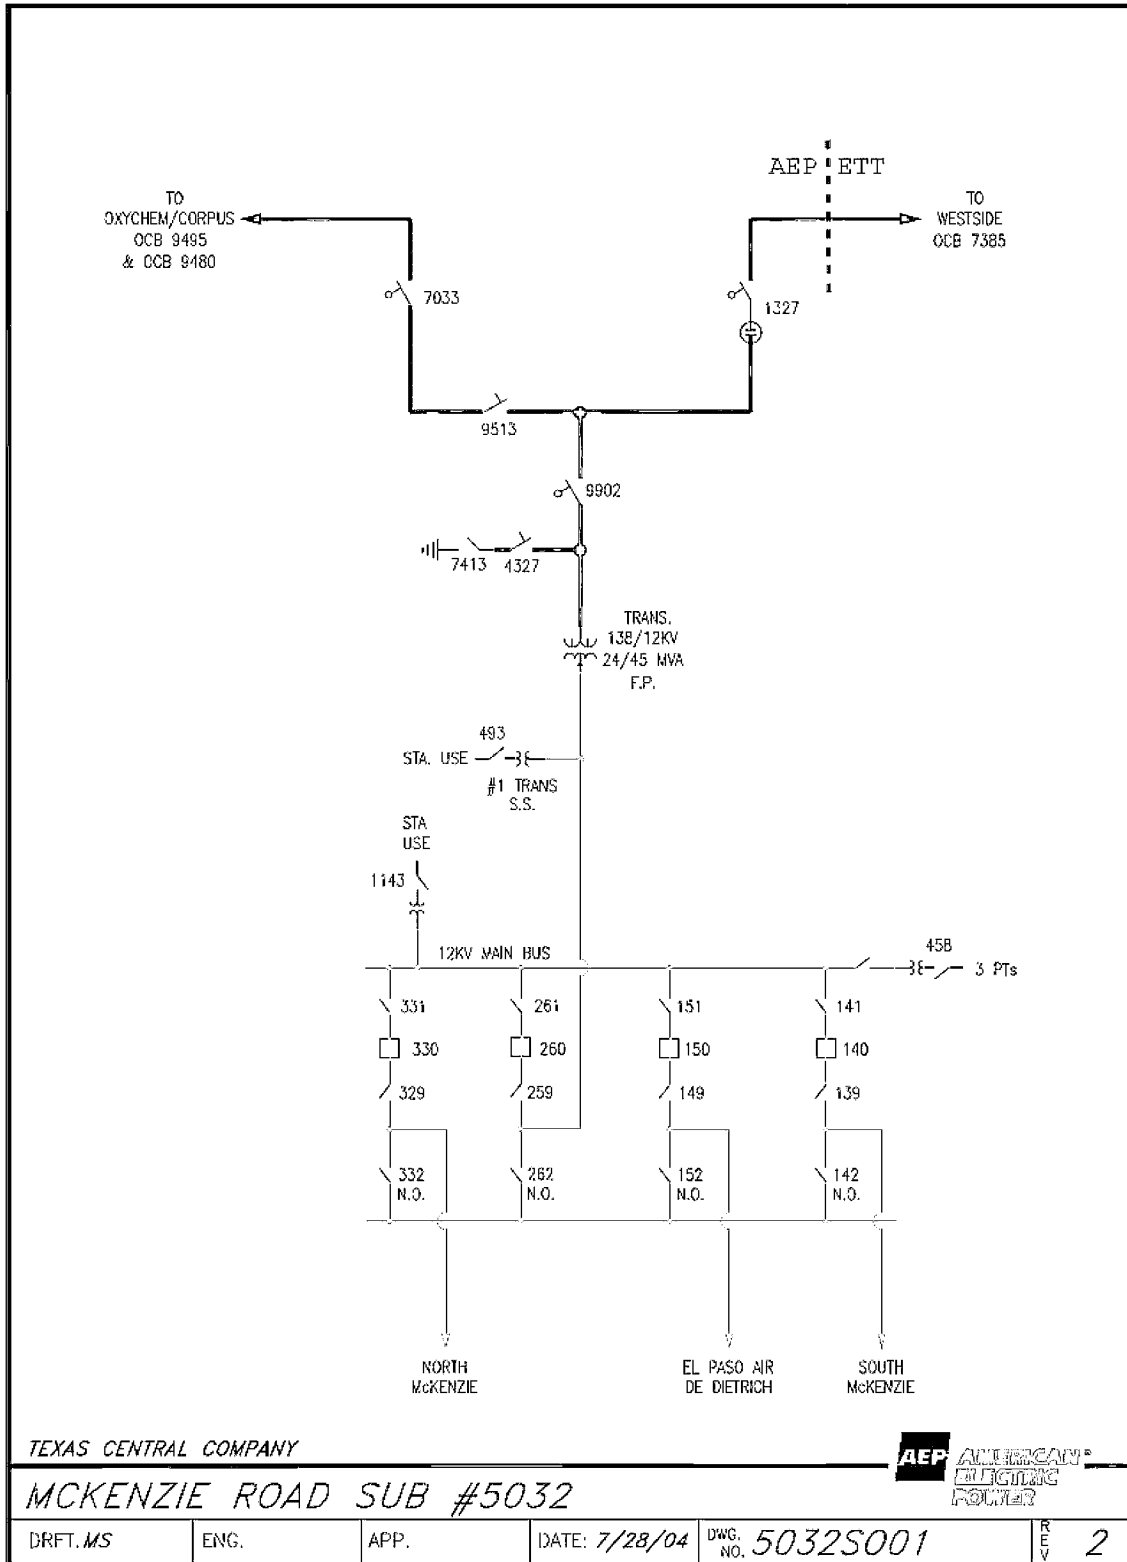 AEP ETT
TO
OXYCHEM/CORPUS
OCB 9495
& OCB 9480
TO
WESTSIDE
OCB 7385
7033
1327
9513
9902
7413 4327
TRANS.
138/12KV
24/45 MVA
F.P.
493
STA. USE
#1 TRANS
S.S.
STA
USE
1143
12KV MAIN BUS
458
3 PTs
331 261 151 141
330 260 150 140
329 259 149 139
332 262 152 142
N.O. N.O. N.O. N.O.
NORTH
McKENZIE
EL PASO AIR
DE DIETRICH
SOUTH
McKENZIE
TEXAS CENTRAL COMPANY
AEP AMERICAN
ELECTRIC
POWER
MCKENZIE ROAD SUB #5032
DRFT. MS ENG. APP. DATE: 7/28/04 DWG. NO. 5032S001 REV 2